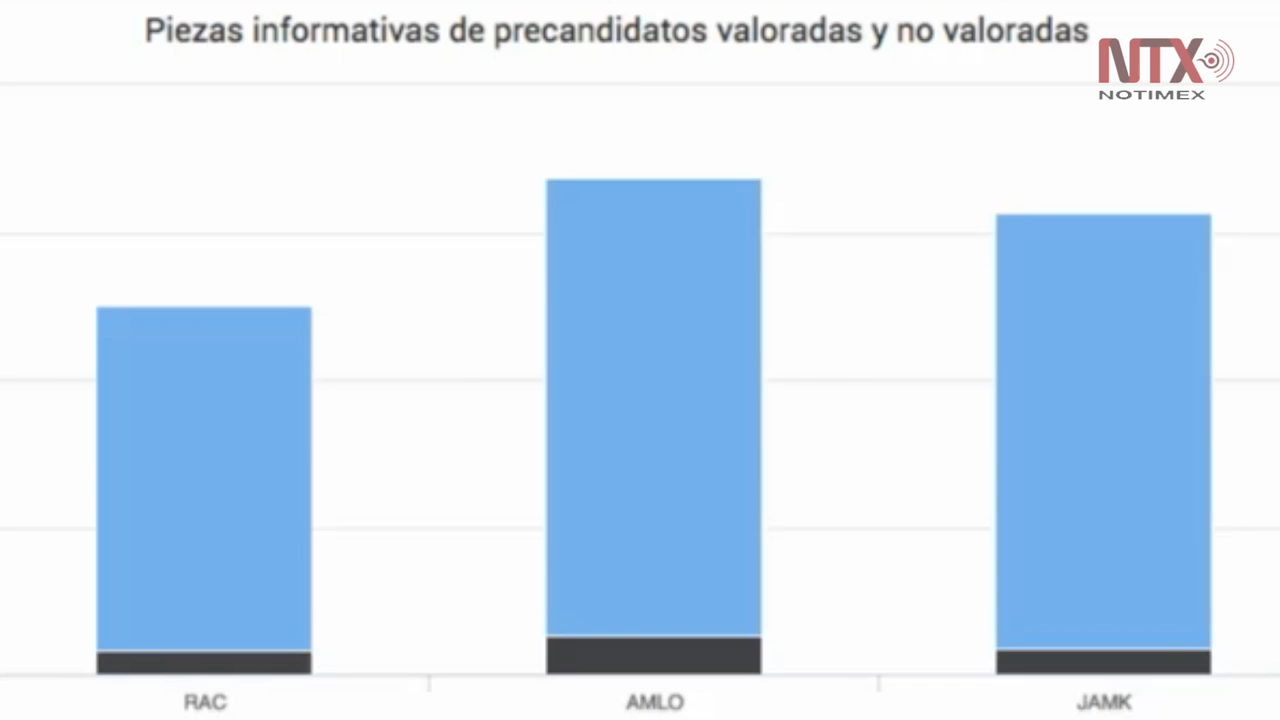 Piezas informativas de precandidatos valoradas y no valoradas
NTX
NOTIMEX
RAC
AMLO
JAMK